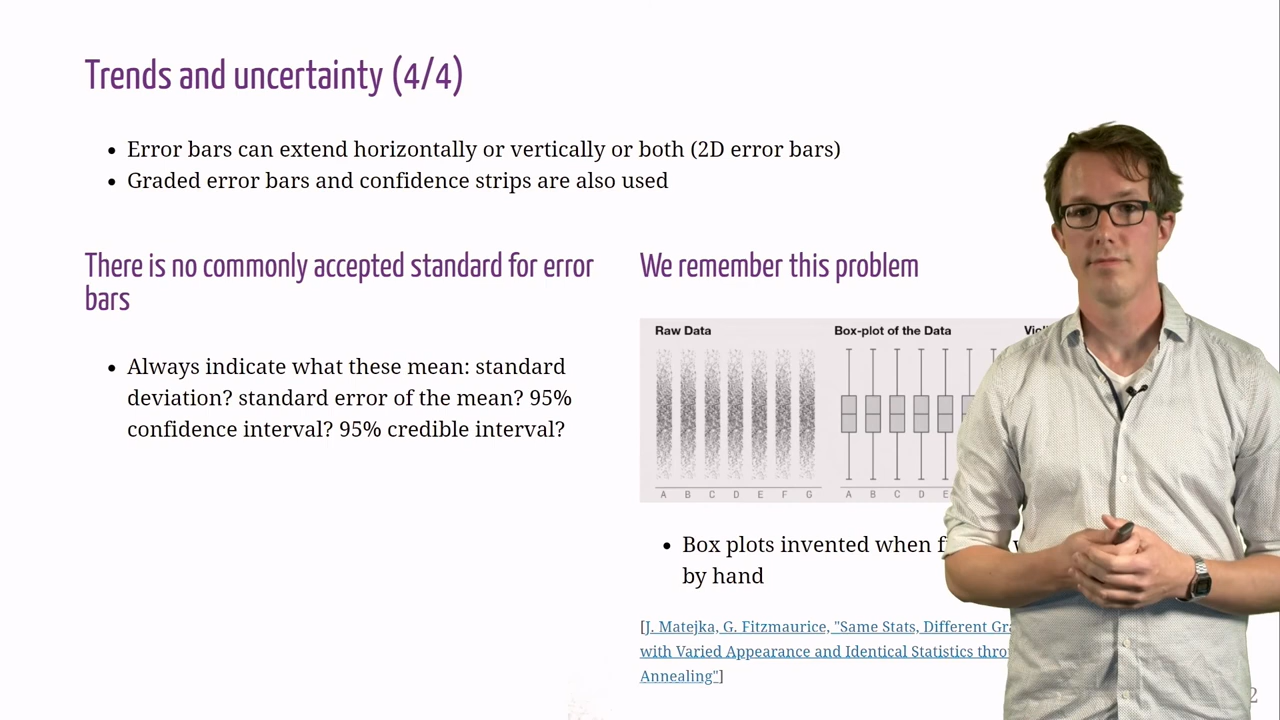 Trends and uncertainty (4/4)
• Error bars can extend horizontally or vertically or both (2D error bars)
• Graded error bars and confidence strips are also used
There is no commonly accepted standard for error
bars
• Always indicate what these mean: standard
deviation? standard error of the mean? 95%
confidence interval? 95% credible interval?
We remember this problem
Raw Data Box-plot of the Data
A B C D E F G A B C D E
• Box plots invented when
by hand
[J. Matejka, G. Fitzmaurice, "Same Stats, Different
with Varied Appearance and Identical Statistics
Annealing"]
2